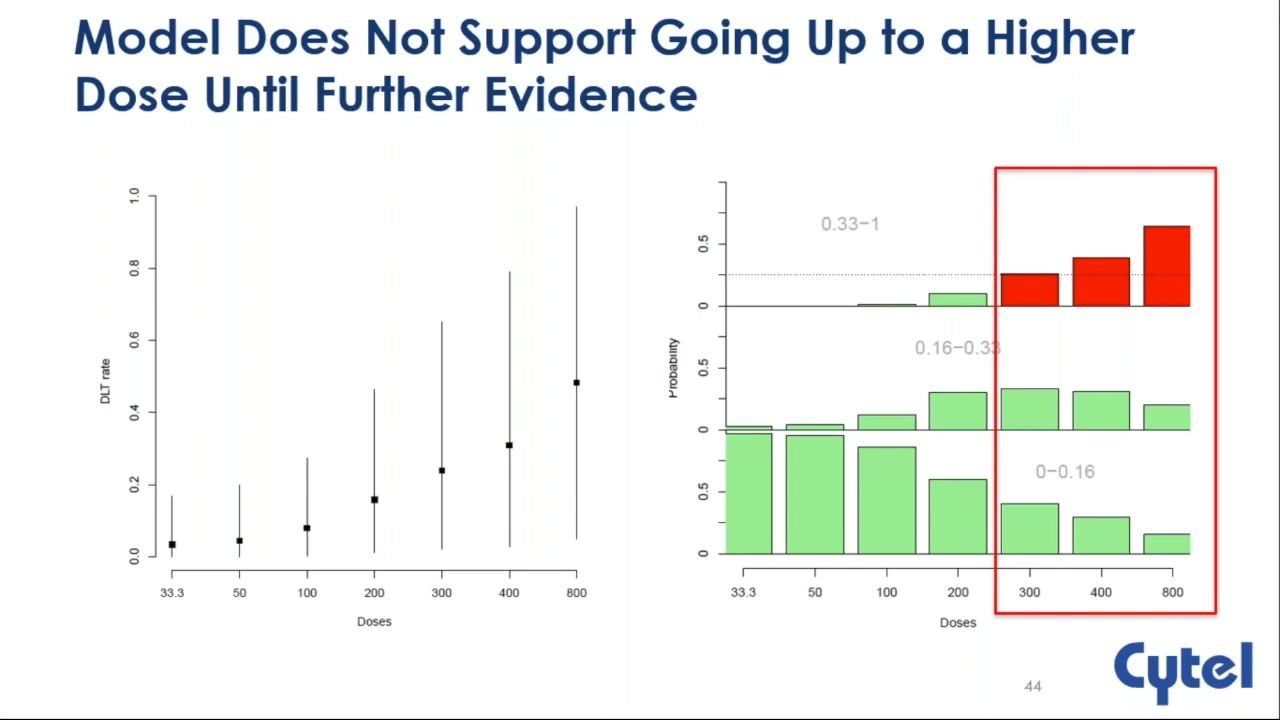 Model Does Not Support Going Up to a Higher
Dose Until Further Evidence
DLT rate
0.0
0.2
0.4
0.6
0.8
1.0
33.3 50 100 200 300 400 800
Doses
Probability
0.33−1
0.5
0
0.16−0.33
0.5
0
0−0.16
0.5
0
33.3 50 100 200 300 400 800
Doses
Cytel
44